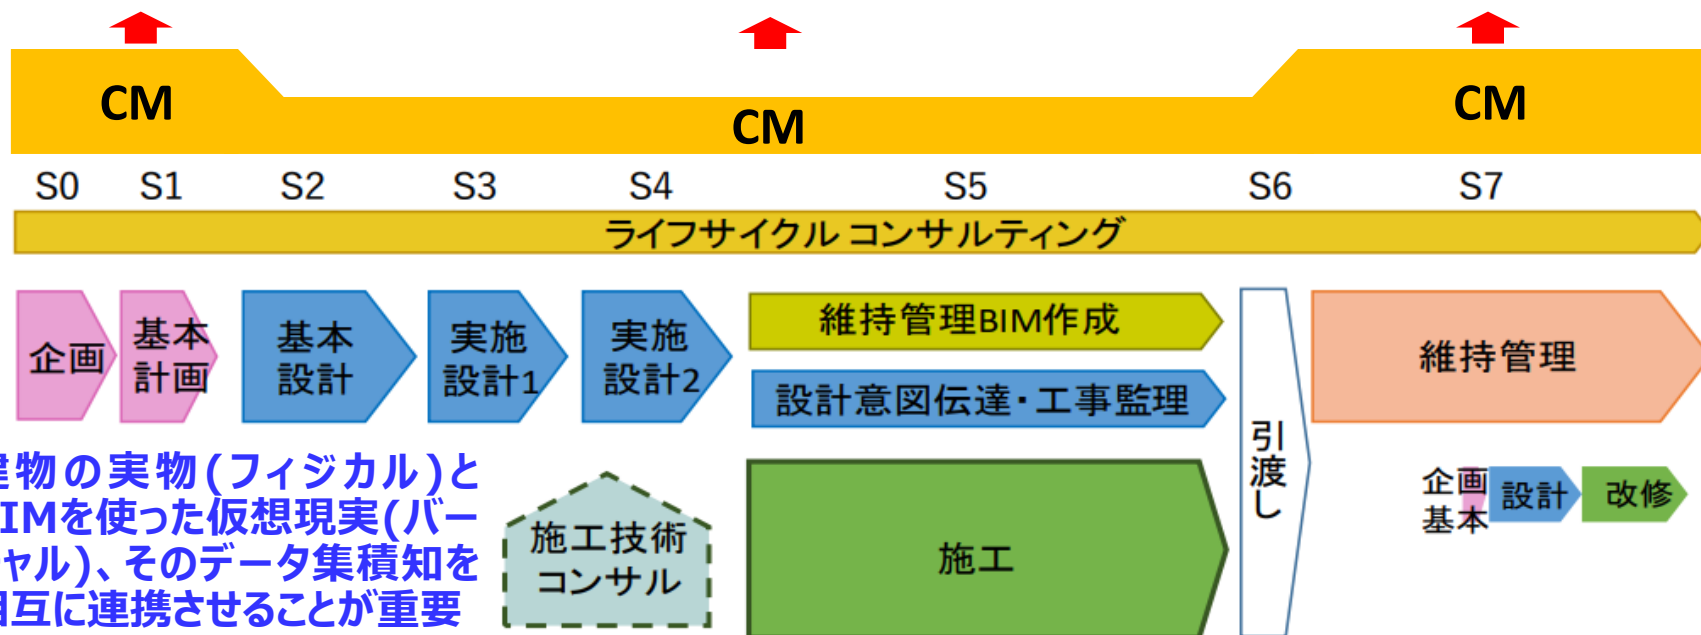 CM
CM
CM
S0 S1 S2 S3 S4 S5 S6 S7
ライフサイクル コンサルティング
企画
基本
計画
基本
設計
実施
設計1
実施
設計2
維持管理BIM作成
設計意図伝達・工事監理
引渡し
維持管理
企画
基本
設計
改修
施工技術
コンサル
施工
物の実物(フィジカル)と
IMを使った仮想現実(バー
ャル)、そのデータ集積知を
互に連携させることが重要